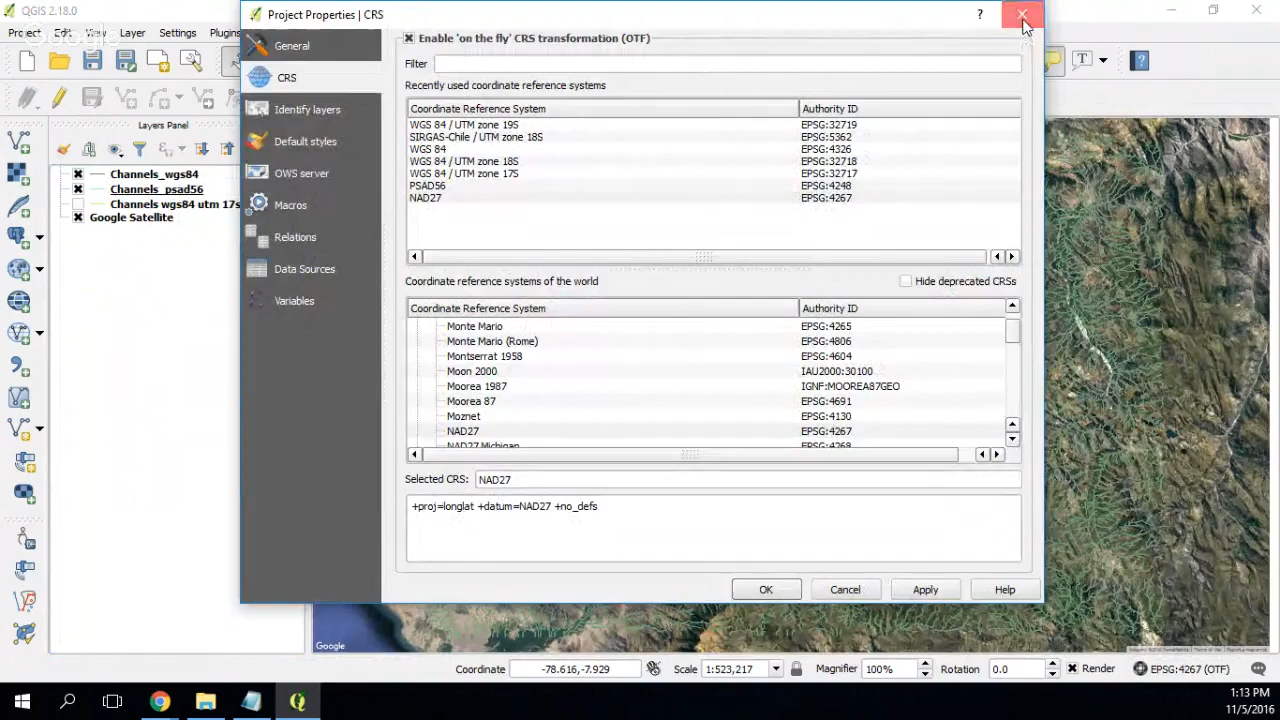 QGIS 2.18.0
Project Properties | CRS
?
Project Edit View Layer Settings Plugins
Google
General
CRS
Identify layers
Default styles
OWS server
Macros
Relations
Data Sources
Variables
Enable 'on the fly' CRS transformation (OTF)
Filter
Recently used coordinate reference systems
Coordinate Reference System Authority ID
WGS 84 / UTM zone 19S EPSG:32719
SIRGAS-Chile / UTM zone 18S EPSG:5362
WGS 84 EPSG:4326
WGS 84 / UTM zone 18S EPSG:32718
WGS 84 / UTM zone 17S EPSG:32717
PSAD56 EPSG:4248
NAD27 EPSG:4267
Coordinate reference systems of the world
Hide deprecated CRSs
Coordinate Reference System Authority ID
Monte Mario EPSG:4265
Monte Mario (Rome) EPSG:4806
Montserrat 1958 EPSG:4604
Moon 2000 IAU2000:30100
Moorea 1987 IGNF:MOOREA87GEO
Moorea 87 EPSG:4691
Moznet EPSG:4130
NAD27 EPSG:4267
NAD27 Michigan EPSG:4268
Selected CRS: NAD27
+proj=longlat +datum=NAD27 +no_defs
OK Cancel Apply Help
Layers Panel
Channels_wgs84
Channels_psad56
Channels wgs84 utm 17s
Google Satellite
T
?
Google
Coordinate -78.616,-7.929 Scale 1:523,217 Magnifier 100% Rotation 0.0 Render EPSG:4267 (OTF)
1:13 PM
11/5/2016